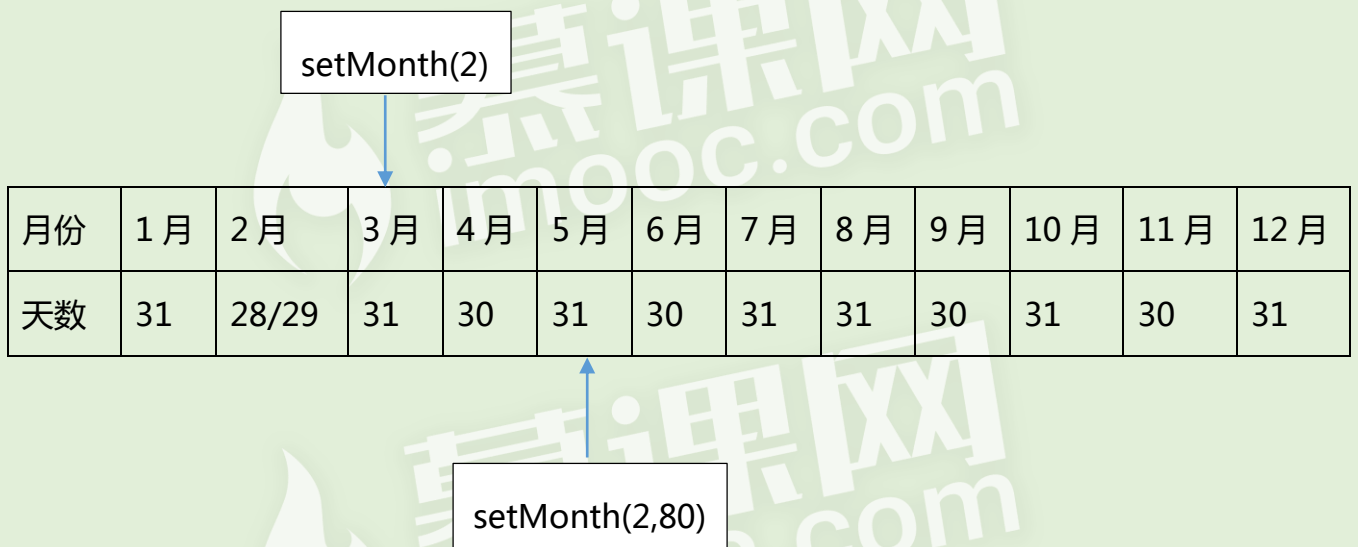 setMonth(2)
慕课网
imooc.com
月份 1月 2月 3月 4月 5月 6月 7月 8月 9月 10月 11月 12月
天数 31 28/29 31 30 31 30 31 31 30 31 30 31
慕课网
setMonth(2,80)